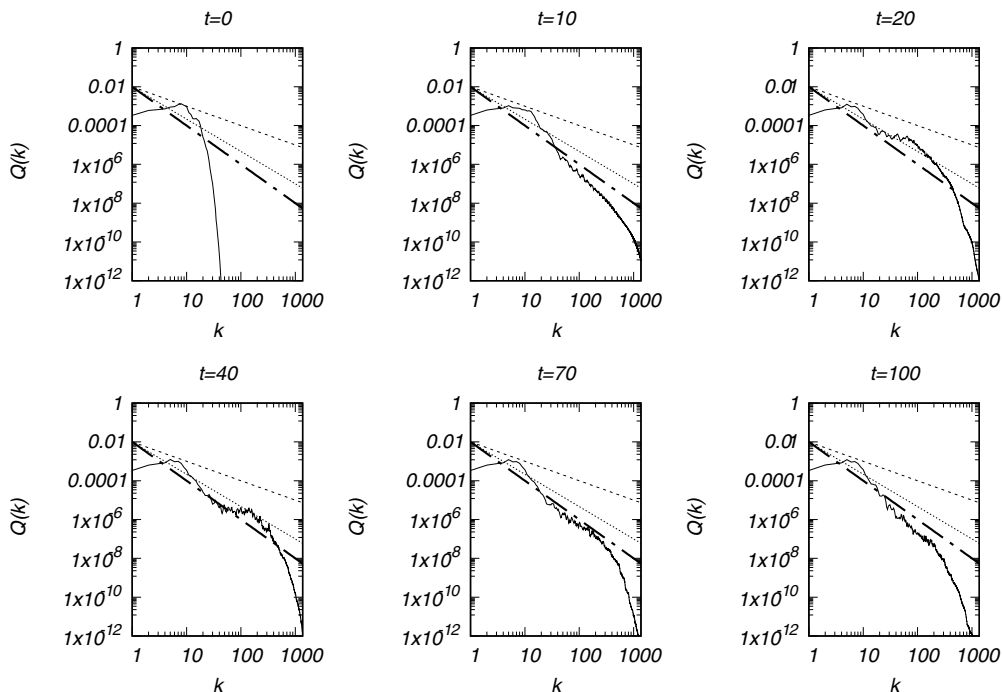 t=0
t=10
t=20
Q(k)
1
0.01
0.0001
1x10^-6
1x10^-8
1x10^-10
1x10^-12
1 10 100 1000
k
Q(k)
1
0.01
0.0001
1x10^-6
1x10^-8
1x10^-10
1x10^-12
1 10 100 1000
k
Q(k)
1
0.01
0.0001
1x10^-6
1x10^-8
1x10^-10
1x10^-12
1 10 100 1000
k
t=40
t=70
t=100
Q(k)
1
0.01
0.0001
1x10^-6
1x10^-8
1x10^-10
1x10^-12
1 10 100 1000
k
Q(k)
1
0.01
0.0001
1x10^-6
1x10^-8
1x10^-10
1x10^-12
1 10 100 1000
k
Q(k)
1
0.01
0.0001
1x10^-6
1x10^-8
1x10^-10
1x10^-12
1 10 100 1000
k